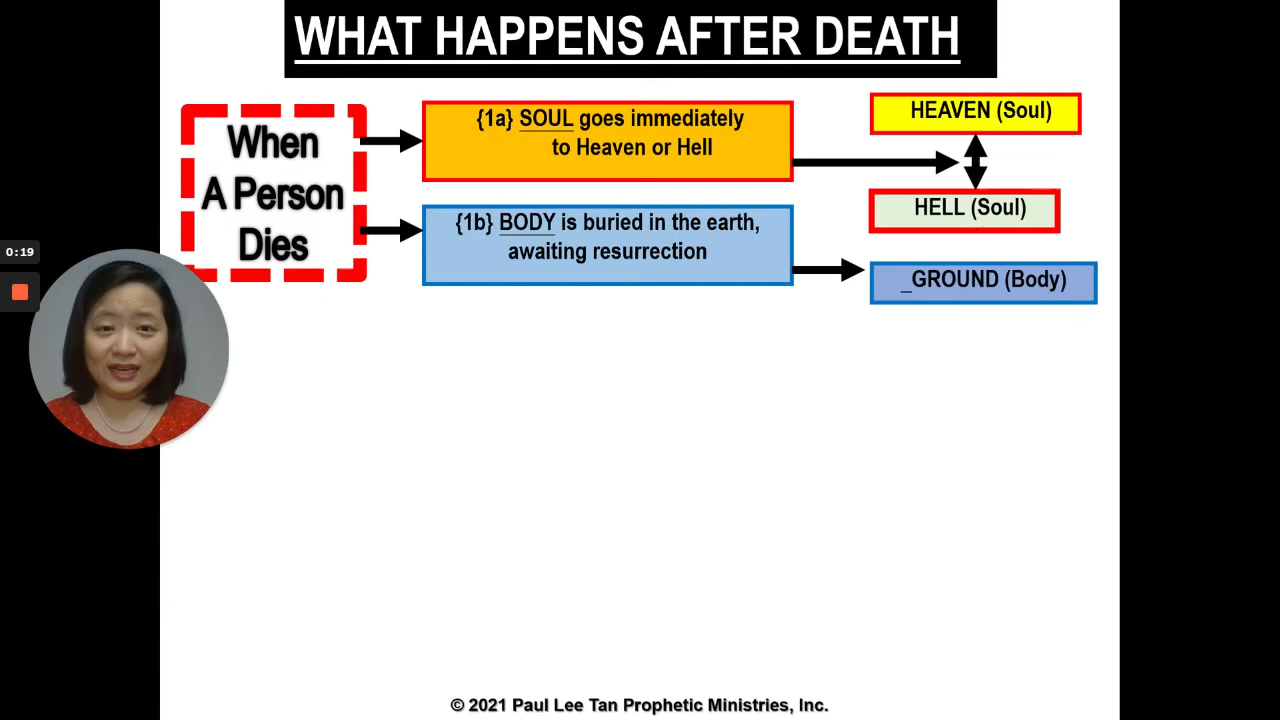 WHAT HAPPENS AFTER DEATH
When
A Person
Dies
{1a} SOUL goes immediately
to Heaven or Hell
HEAVEN (Soul)
HELL (Soul)
{1b} BODY is buried in the earth,
awaiting resurrection
_GROUND (Body)
0:19
© 2021 Paul Lee Tan Prophetic Ministries, Inc.